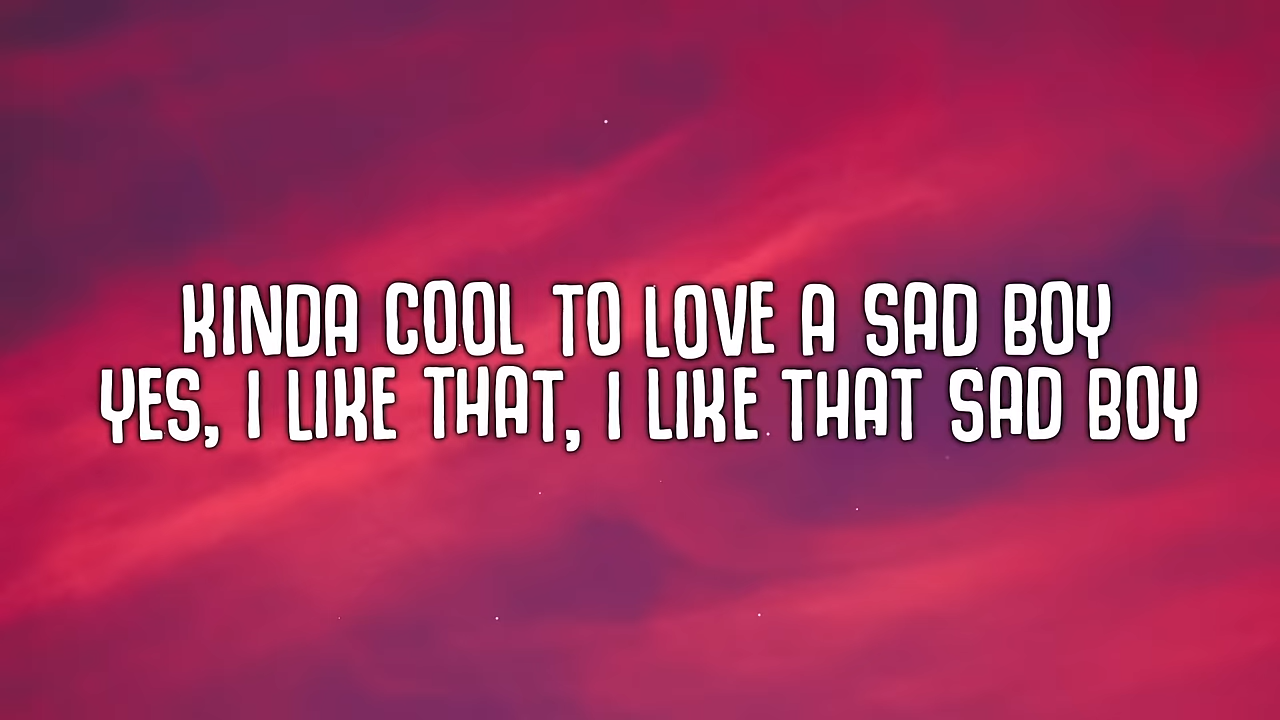 KINDA COOL TO LOVE A SAD BOY
YES, I LIKE THAT, I LIKE THAT SAD BOY